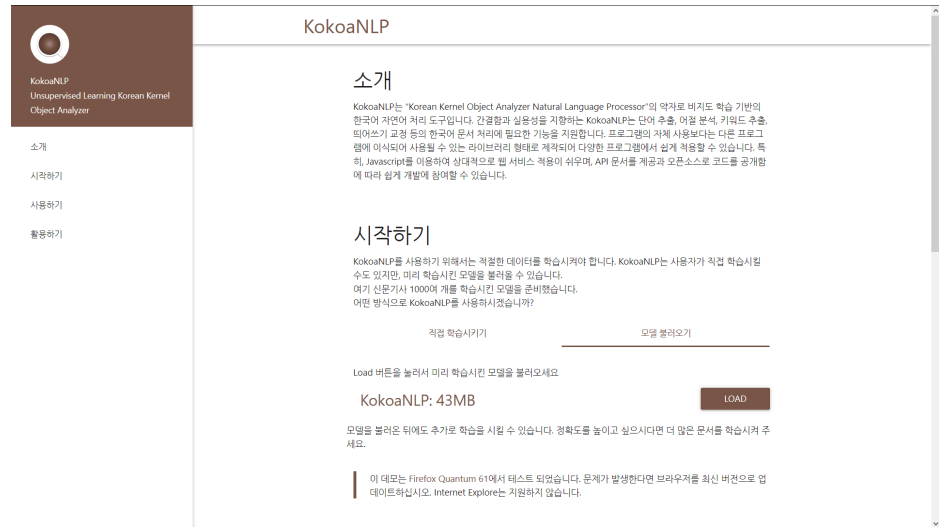 KokoaNLP
KokoaNLP
Unsupervised Learning Korean Kernel
Object Analyzer
소개
시작하기
사용하기
활용하기
소개
KokoaNLP는 "Korean Kernel Object Analyzer Natural Language Processor"의 약자로 비지도 학습 기반의
한국어 자연어 처리 도구입니다. 간결함과 실용성을 지향하는 KokoaNLP는 단어 추출, 어절 분석, 키워드 추출,
띄어쓰기 교정 등의 한국어 문서 처리에 필요한 기능을 지원합니다. 프로그램의 자체 사용보다는 다른 프로그
램에 이식되어 사용될 수 있는 라이브러리 형태로 제작되어 다양한 프로그램에서 쉽게 적용할 수 있습니다. 특
히, Javascript를 이용하여 상대적으로 웹 서비스 적용이 쉬우며, API 문서를 제공과 오픈소스로 코드를 공개함
에 따라 쉽게 개발에 참여할 수 있습니다.
시작하기
KokoaNLP를 사용하기 위해서는 적절한 데이터를 학습시켜야 합니다. KokoaNLP는 사용자가 직접 학습시킬
수도 있지만, 미리 학습시킨 모델을 불러올 수 있습니다.
여기 신문기사 1000여 개를 학습시킨 모델을 준비했습니다.
어떤 방식으로 KokoaNLP를 사용하시겠습니까?
직접 학습시키기
모델 불러오기
Load 버튼을 눌러서 미리 학습시킨 모델을 불러오세요
KokoaNLP: 43MB
LOAD
모델을 불러온 뒤에도 추가로 학습을 시킬 수 있습니다. 정확도를 높이고 싶으시다면 더 많은 문서를 학습시켜 주
세요.
이 데모는 Firefox Quantum 61에서 테스트 되었습니다. 문제가 발생한다면 브라우저를 최신 버전으로 업
데이트하십시오. Internet Explore는 지원하지 않습니다.